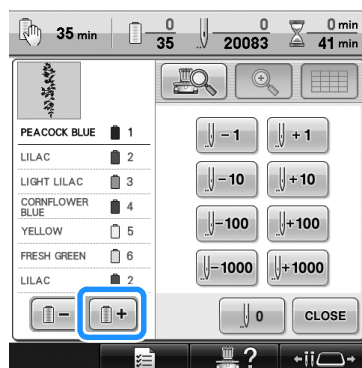 35 min
0
35
0
20083
0 min
41 min
PEACOCK BLUE 1
LILAC 2
LIGHT LILAC 3
CORNFLOWER
BLUE 4
YELLOW 5
FRESH GREEN 6
LILAC 2
-1 +1
-10 +10
-100 +100
-1000 +1000
- +
0 CLOSE
?